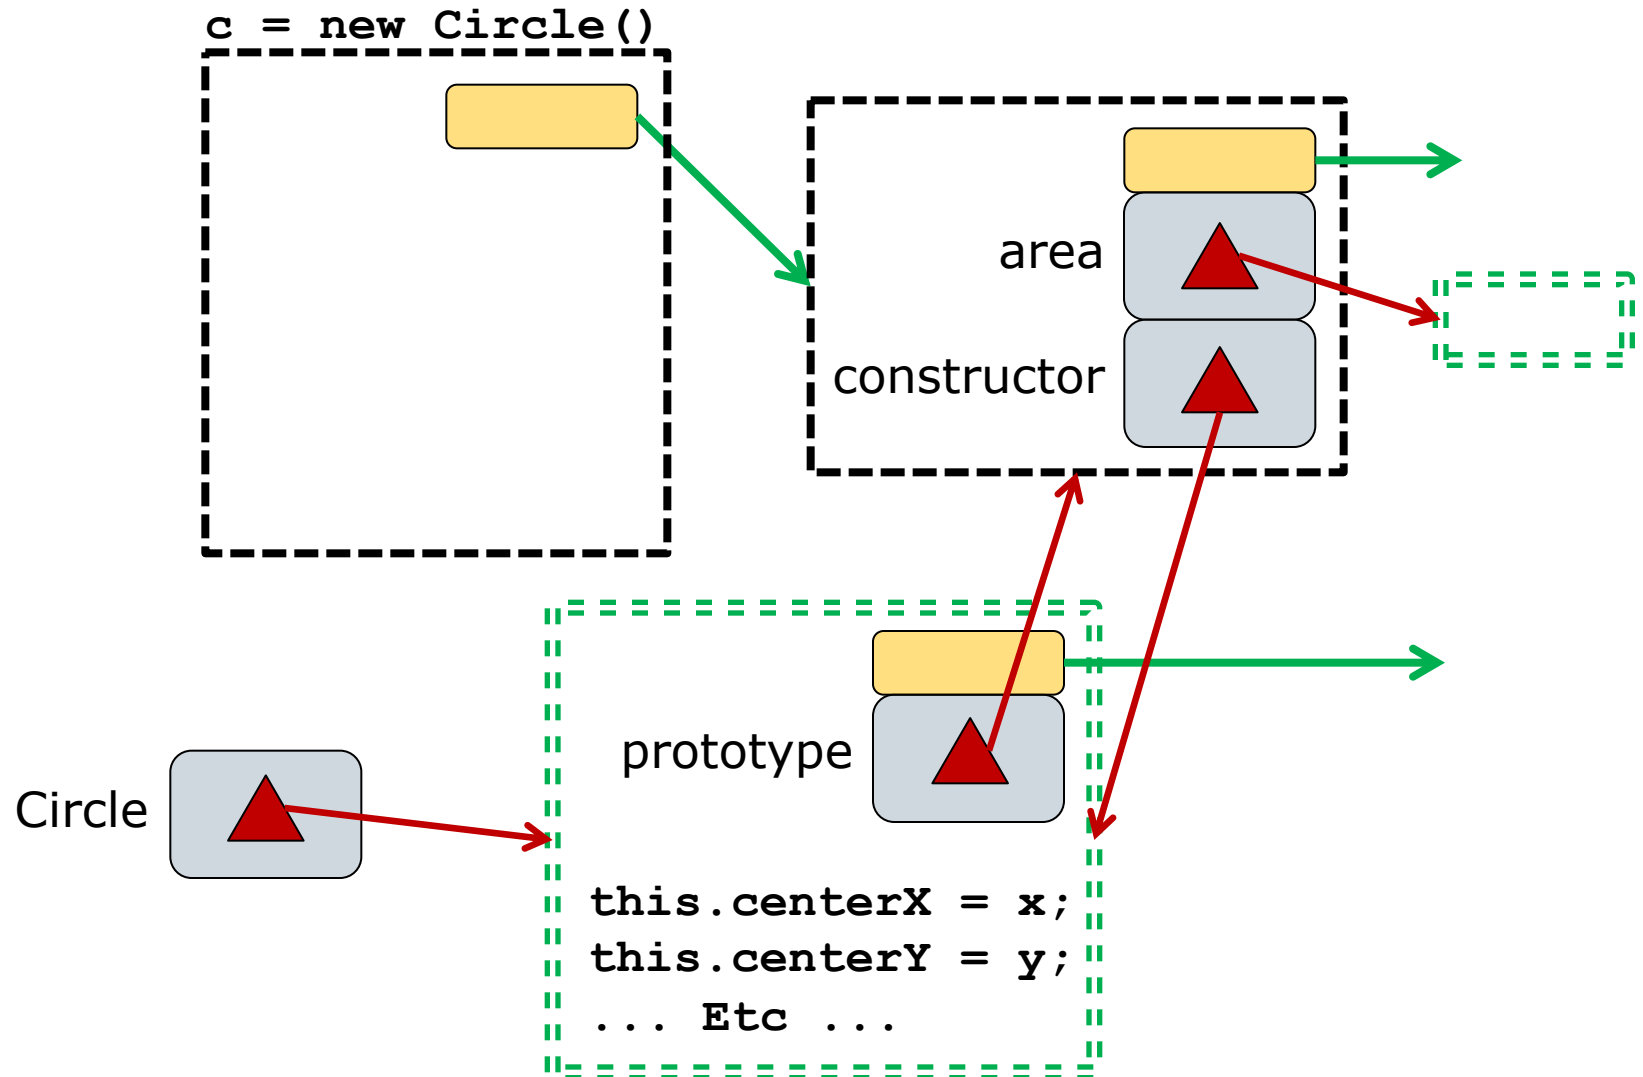 c = new Circle()
area
constructor
prototype
Circle
this.centerX = x;
this.centerY = y;
... Etc ...